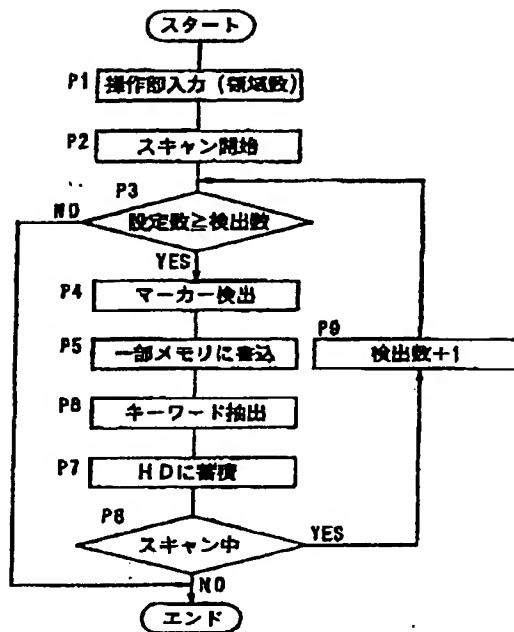 スタート
P1 操作部入力(領域数)
P2 スキャン開始
P3
NO 設定数≧検出数
YES
P4 マーカー検出
P5 一部メモリに書込
P9 検出数+1
P6 キーワード抽出
P7 HDに蓄積
P8
スキャン中 YES
NO
エンド